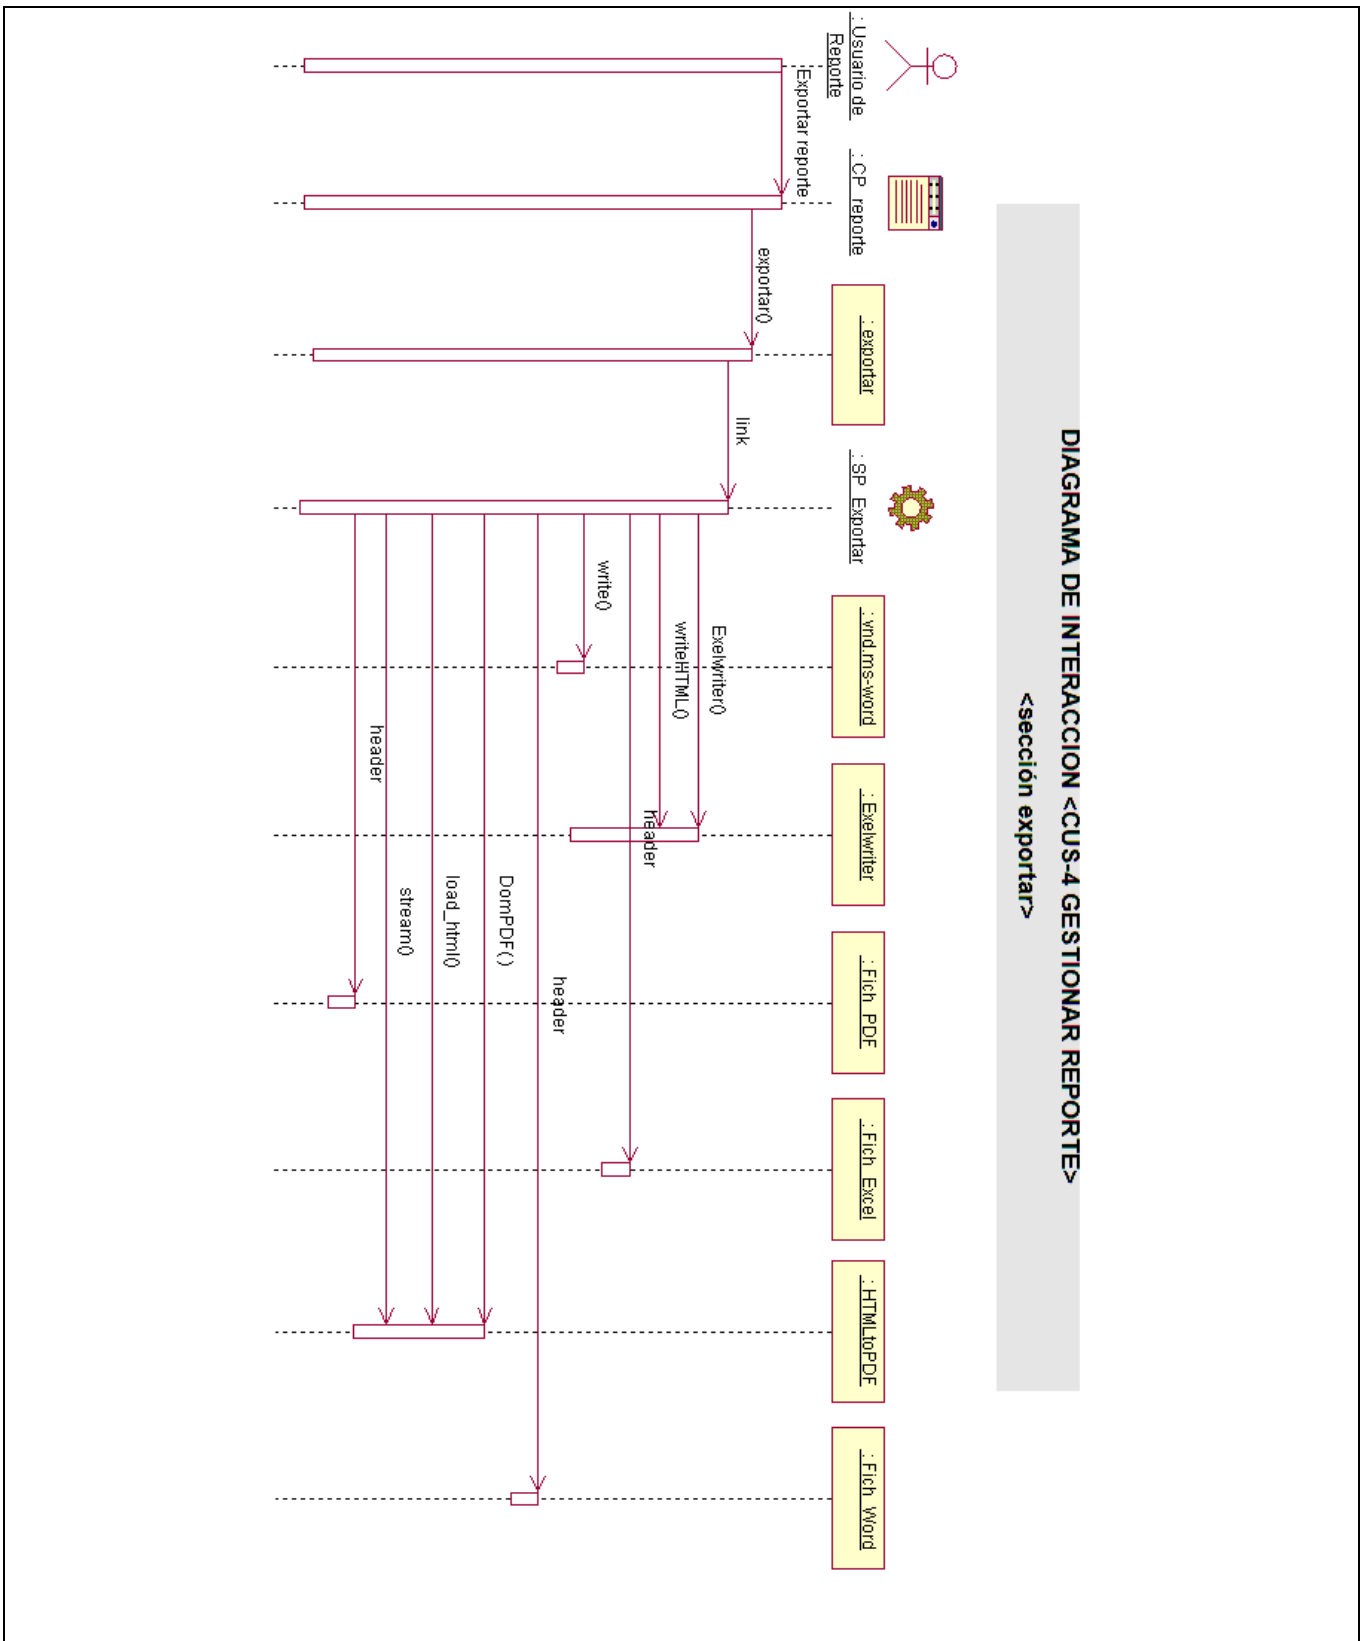 DIAGRAMA DE INTERACCION <CUS-4 GESTIONAR REPORTE>
<sección exportar>
: Usuario de
Reporte
: CP_reporte
: exportar
: SP_Exportar
: vnd.ms-word
: Exelwriter
: Fich_PDF
: Fich_Excel
: HTMLtoPDF
: Fich_Word
Exportar reporte
exportar()
link
Exelwriter()
writeHTML()
header
write()
header
DomPDF( )
load_html()
stream()
header